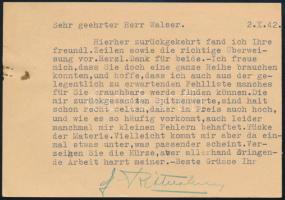 Sehr geehrter Herr Walser. 2.X.42.
Hierher zurückgekehrt fand ich Ihre
freundl. Zeilen sowie die richtige Überwei-
sung vor. Herzl. Dank für beide.-Ich freue
mich, dass Sie doch eine ganze Reihe brauchen
konnten, und hoffe, dass ich auch aus der ge-
legentlich zu erwartenden Fehlliste manches
für Sie brauchbare werde finden können. Die
mir zurückgesandten Spitzenwerte, sind halt
schon recht selten, daher im Preis auch hoch,
und wie es so häufig vorkommt, auch leider
manchmal mir kleinen Fehlern behaftet. Tücke
der Materie. Vielleicht kommt mir aber da ein-
mal etwas unter, was passender scheint. Ver-
zeihen Sie die Kürze, aber allerhand dringen-
de Arbeit harrt meiner.-Beste Grüsse Ihr